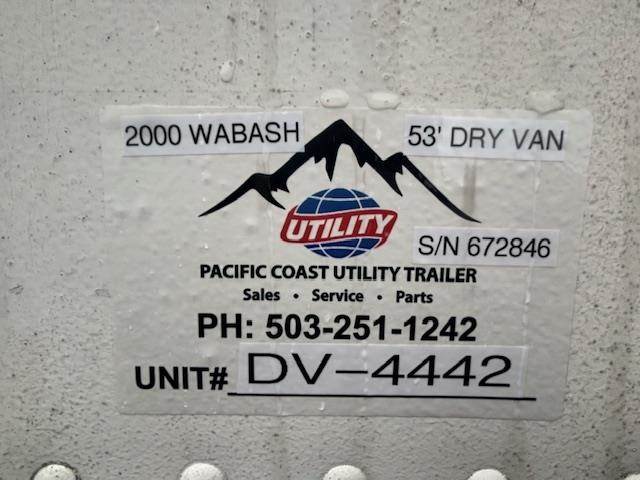 2000 WABASH
53' DRY VAN
UTILITY
S/N 672846
PACIFIC COAST UTILITY TRAILER
Sales • Service • Parts
PH: 503-251-1242
UNIT# DV-4442